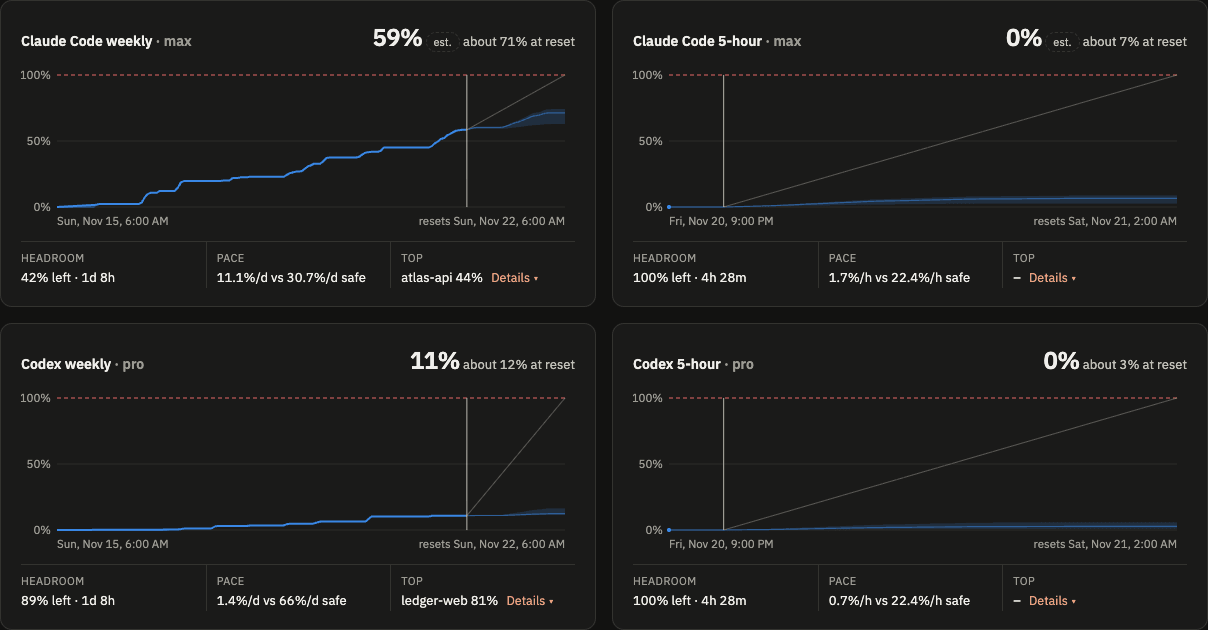 Claude Code weekly · max
59% est. about 71% at reset
100%
50%
0%
Sun, Nov 15, 6:00 AM
resets Sun, Nov 22, 6:00 AM
HEADROOM
42% left · 1d 8h
PACE
11.1%/d vs 30.7%/d safe
TOP
atlas-api 44% Details ▾
Claude Code 5-hour · max
0% est. about 7% at reset
100%
50%
0%
Fri, Nov 20, 9:00 PM
resets Sat, Nov 21, 2:00 AM
HEADROOM
100% left · 4h 28m
PACE
1.7%/h vs 22.4%/h safe
TOP
– Details ▾
Codex weekly · pro
11% about 12% at reset
100%
50%
0%
Sun, Nov 15, 6:00 AM
resets Sun, Nov 22, 6:00 AM
HEADROOM
89% left · 1d 8h
PACE
1.4%/d vs 66%/d safe
TOP
ledger-web 81% Details ▾
Codex 5-hour · pro
0% about 3% at reset
100%
50%
0%
Fri, Nov 20, 9:00 PM
resets Sat, Nov 21, 2:00 AM
HEADROOM
100% left · 4h 28m
PACE
0.7%/h vs 22.4%/h safe
TOP
– Details ▾